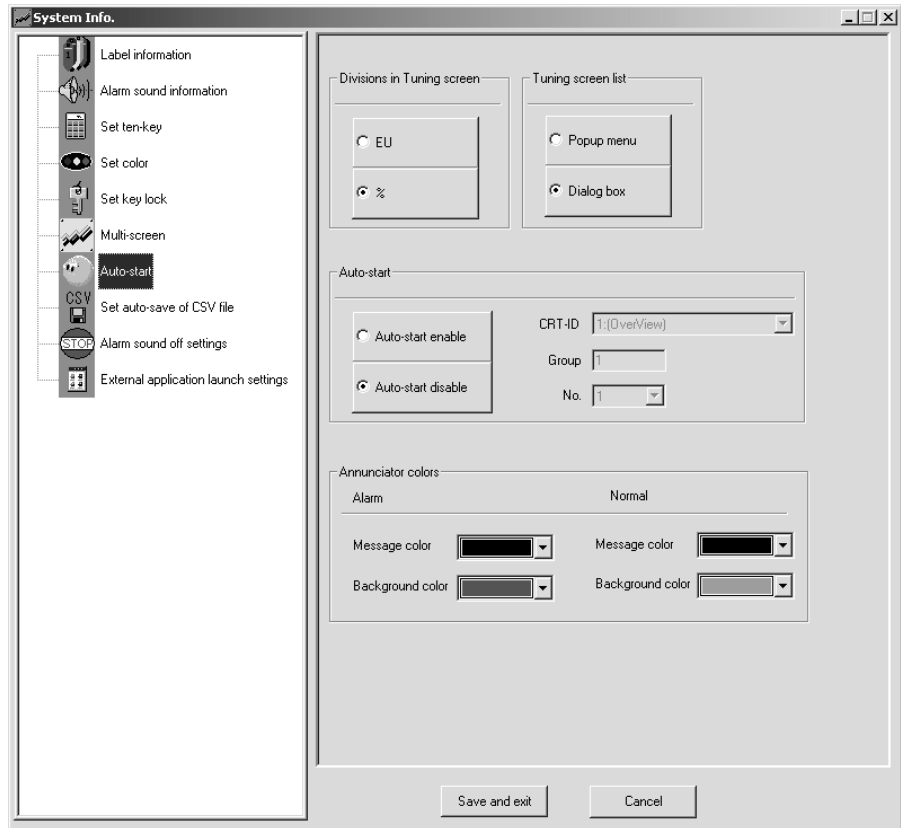 System Info.
Label information
Alarm sound information
Set ten-key
Set color
Set key lock
Multi-screen
Auto-start
CSV
Set auto-save of CSV file
STOP
Alarm sound off settings
External application launch settings
Divisions in Tuning screen
EU
%
Tuning screen list
Popup menu
Dialog box
Auto-start
Auto-start enable
Auto-start disable
CRT-ID 1:(OverView)
Group 1
No. 1
Annunciator colors
Alarm
Normal
Message color
Message color
Background color
Background color
Save and exit
Cancel